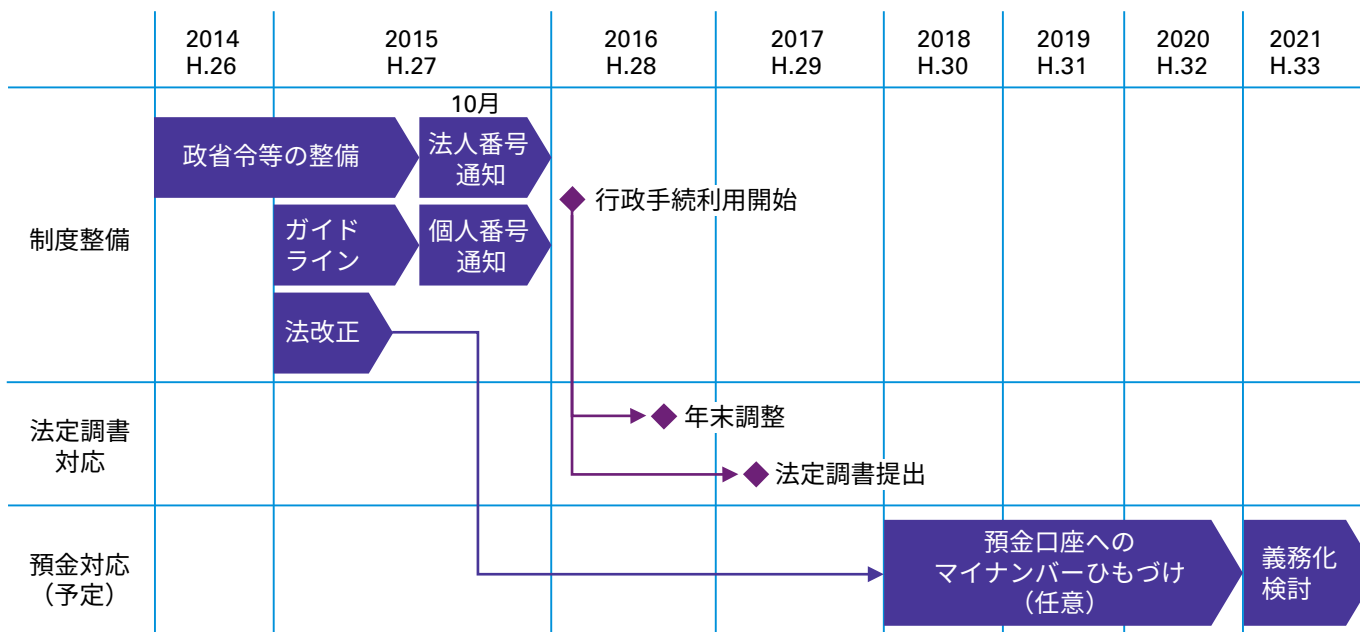 2014
H.26
2015
H.27
2016
H.28
2017
H.29
2018
H.30
2019
H.31
2020
H.32
2021
H.33
制度整備
10月
政省令等の整備
法人番号
通知
行政手続利用開始
ガイド
ライン
個人番号
通知
法改正
法定調書
対応
年末調整
法定調書提出
預金対応
（予定）
預金口座への
マイナンバーひもづけ
（任意）
義務化
検討